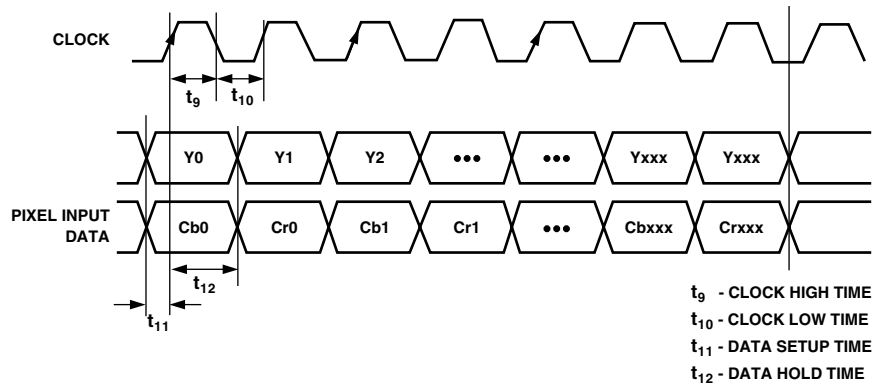 CLOCK
t9 t10
Y0 Y1 Y2 ••• ••• Yxxx Yxxx
PIXEL INPUT
DATA
Cb0 Cr0 Cb1 Cr1 ••• Cbxxx Crxxx
t12
t11
t9 - CLOCK HIGH TIME
t10 - CLOCK LOW TIME
t11 - DATA SETUP TIME
t12 - DATA HOLD TIME